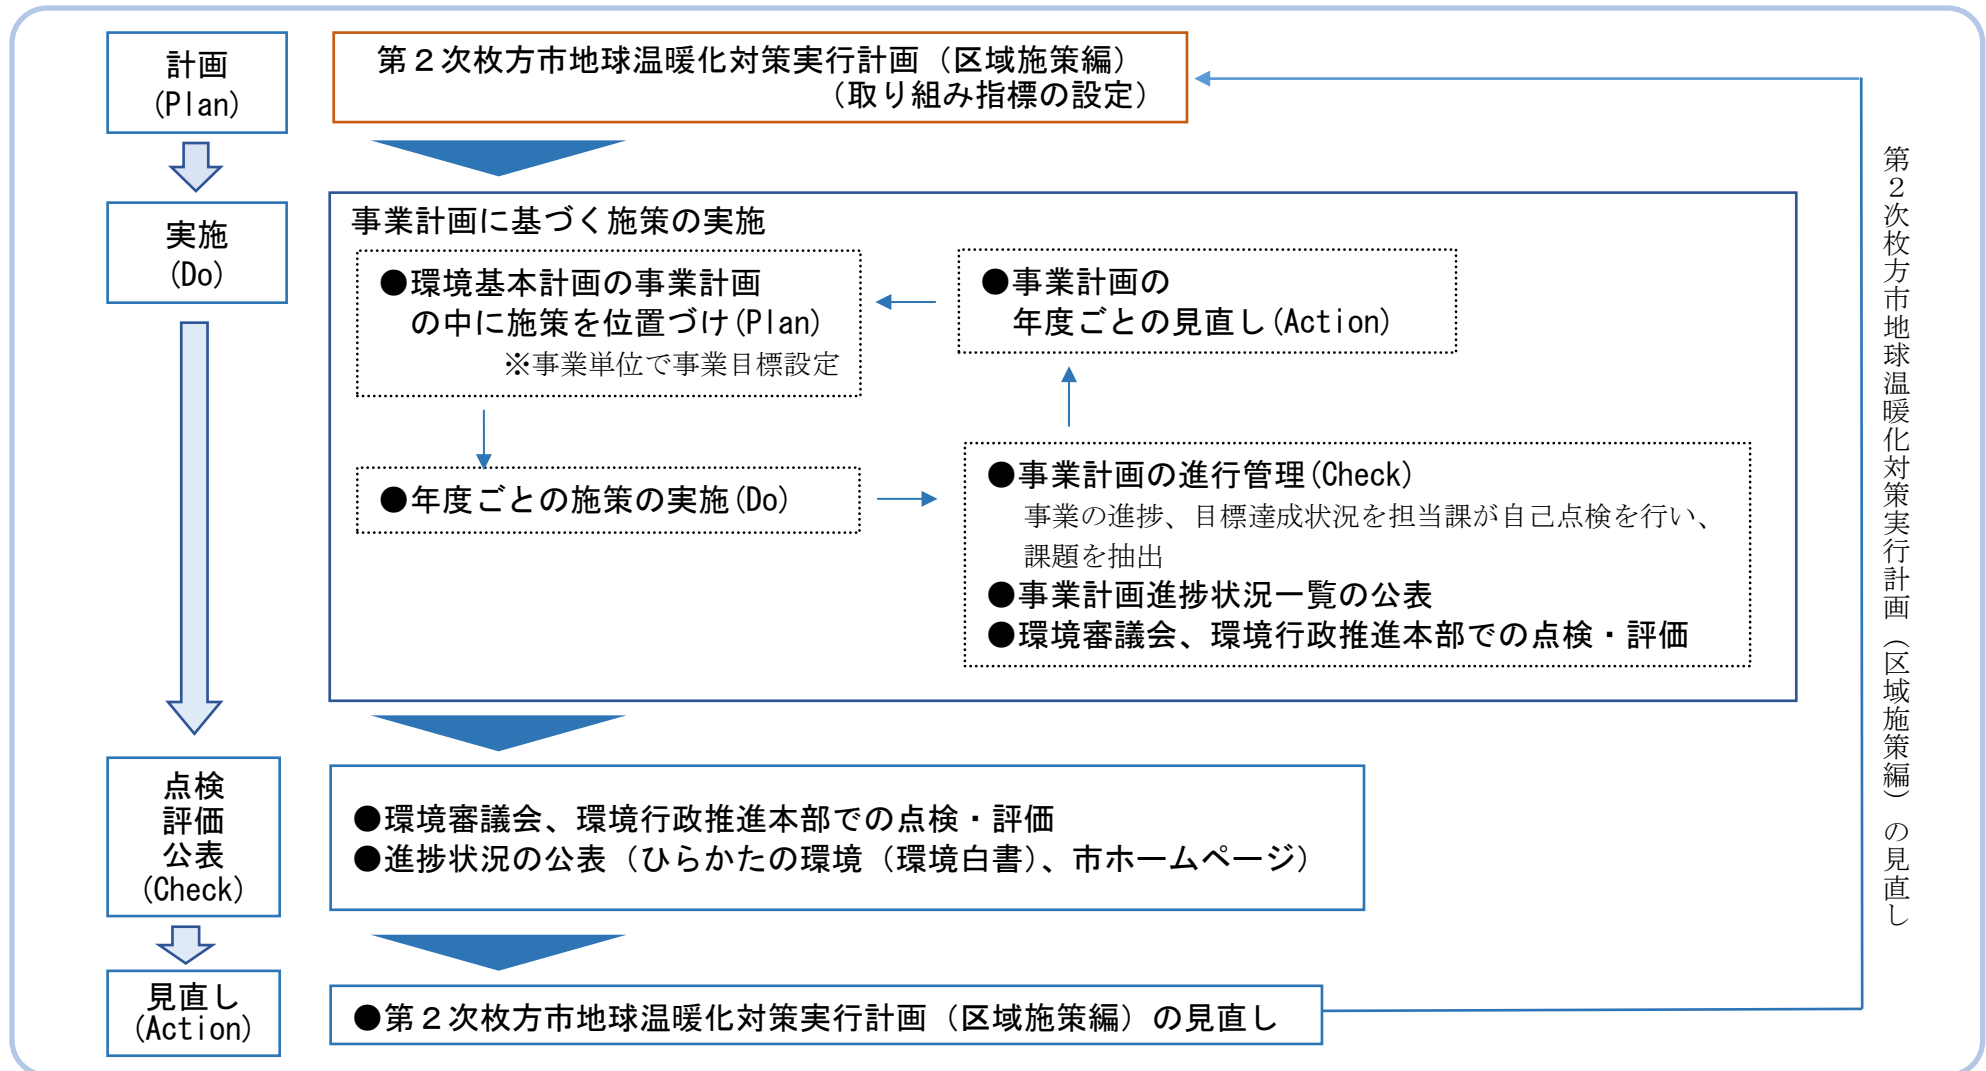 計画
(Plan)
第２次枚方市地球温暖化対策実行計画（区域施策編）
（取り組み指標の設定）
実施
(Do)
事業計画に基づく施策の実施
●環境基本計画の事業計画
の中に施策を位置づけ(Plan)
※事業単位で事業目標設定
●事業計画の
年度ごとの見直し(Action)
●年度ごとの施策の実施(Do)
●事業計画の進行管理(Check)
事業の進捗、目標達成状況を担当課が自己点検を行い、
課題を抽出
●事業計画進捗状況一覧の公表
●環境審議会、環境行政推進本部での点検・評価
点検
評価
公表
(Check)
●環境審議会、環境行政推進本部での点検・評価
●進捗状況の公表（ひらかたの環境（環境白書）、市ホームページ）
見直し
(Action)
●第２次枚方市地球温暖化対策実行計画（区域施策編）の見直し
第２次枚方市地球温暖化対策実行計画（区域施策編）の見直し